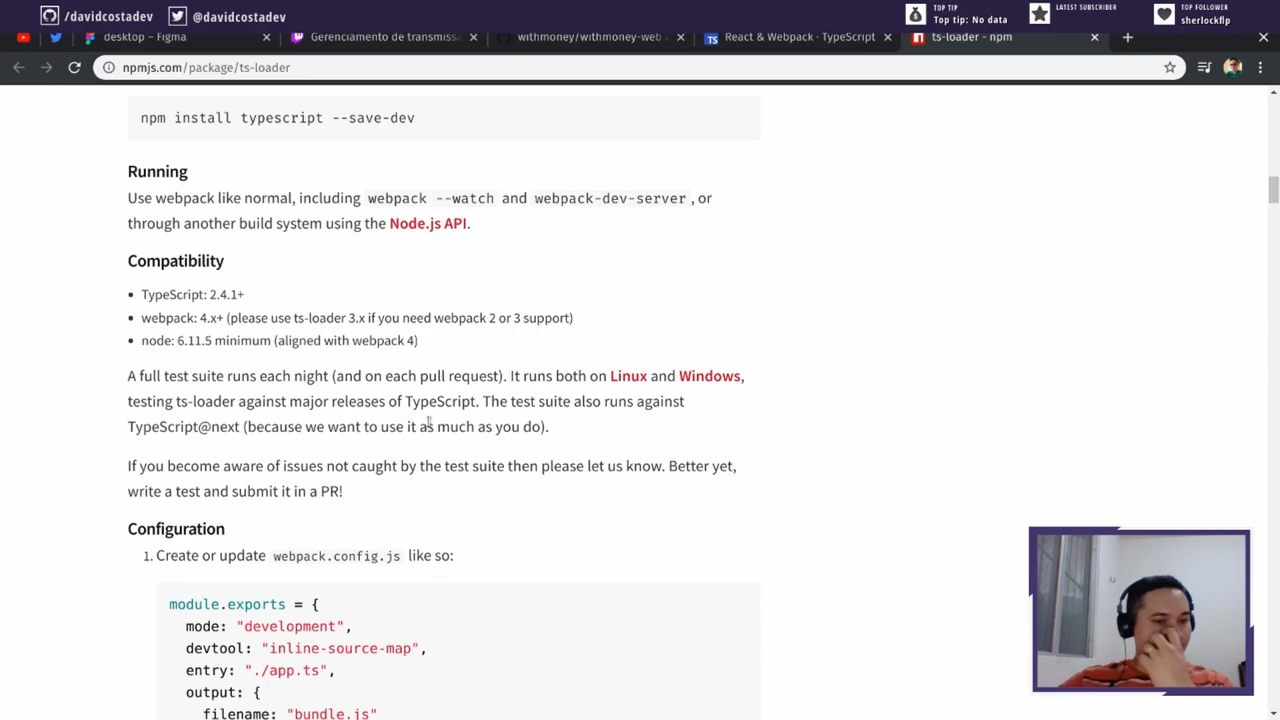 /davidcostadev
@davidcostadev
TOP TIP
Top tip: No data
LATEST SUBSCRIBER
TOP FOLLOWER
sherlockflp
desktop – Figma
Gerenciamento de transmissa
withmoney/withmoney-web a
React & Webpack · TypeScript
ts-loader - npm
npmjs.com/package/ts-loader
npm install typescript --save-dev
Running
Use webpack like normal, including webpack --watch and webpack-dev-server, or
through another build system using the Node.js API.
Compatibility
• TypeScript: 2.4.1+
• webpack: 4.x+ (please use ts-loader 3.x if you need webpack 2 or 3 support)
• node: 6.11.5 minimum (aligned with webpack 4)
A full test suite runs each night (and on each pull request). It runs both on Linux and Windows,
testing ts-loader against major releases of TypeScript. The test suite also runs against
TypeScript@next (because we want to use it as much as you do).
If you become aware of issues not caught by the test suite then please let us know. Better yet,
write a test and submit it in a PR!
Configuration
1. Create or update webpack.config.js like so:
module.exports = {
mode: "development",
devtool: "inline-source-map",
entry: "./app.ts",
output: {
filename: "bundle.js"